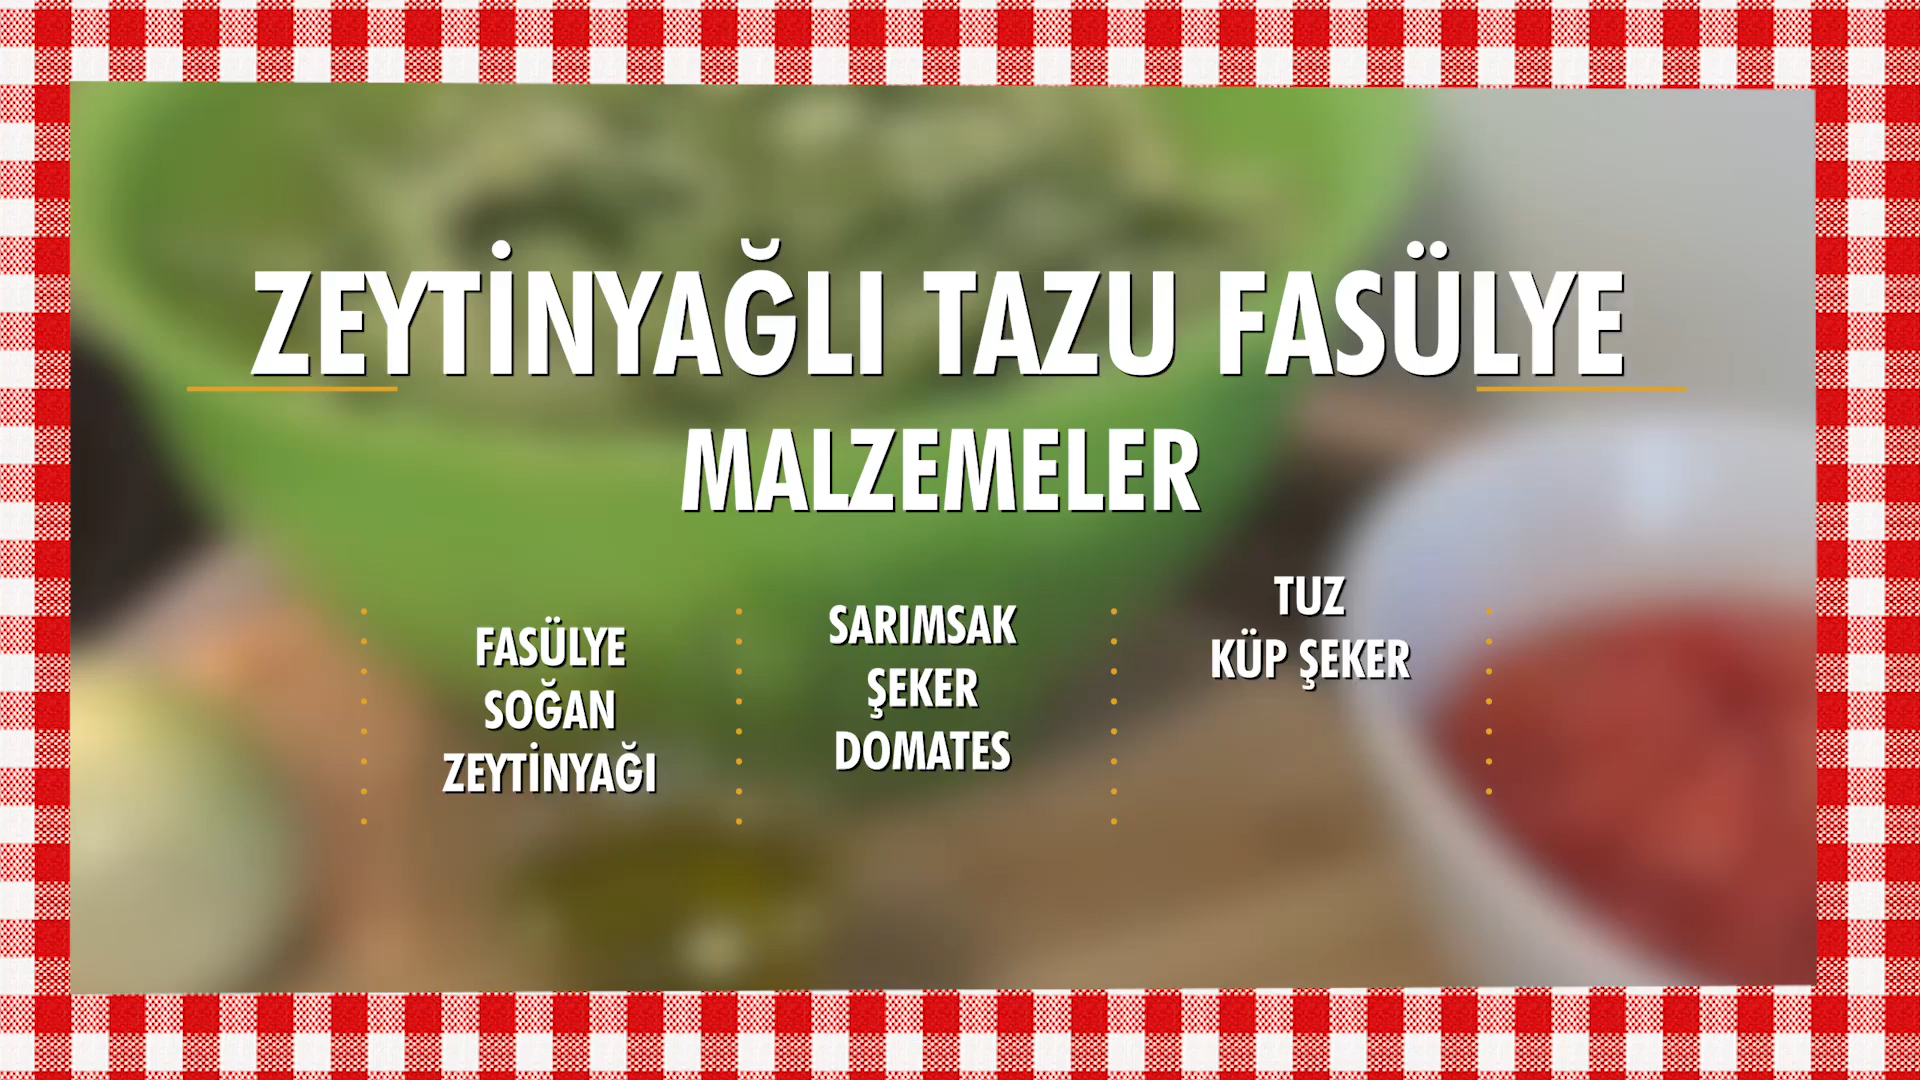 ZEYTİNYAĞLI TAZU FASÜLYE
MALZEMELER
FASÜLYE
SOĞAN
ZEYTİNYAĞI
SARIMSAK
ŞEKER
DOMATES
TUZ
KÜP ŞEKER